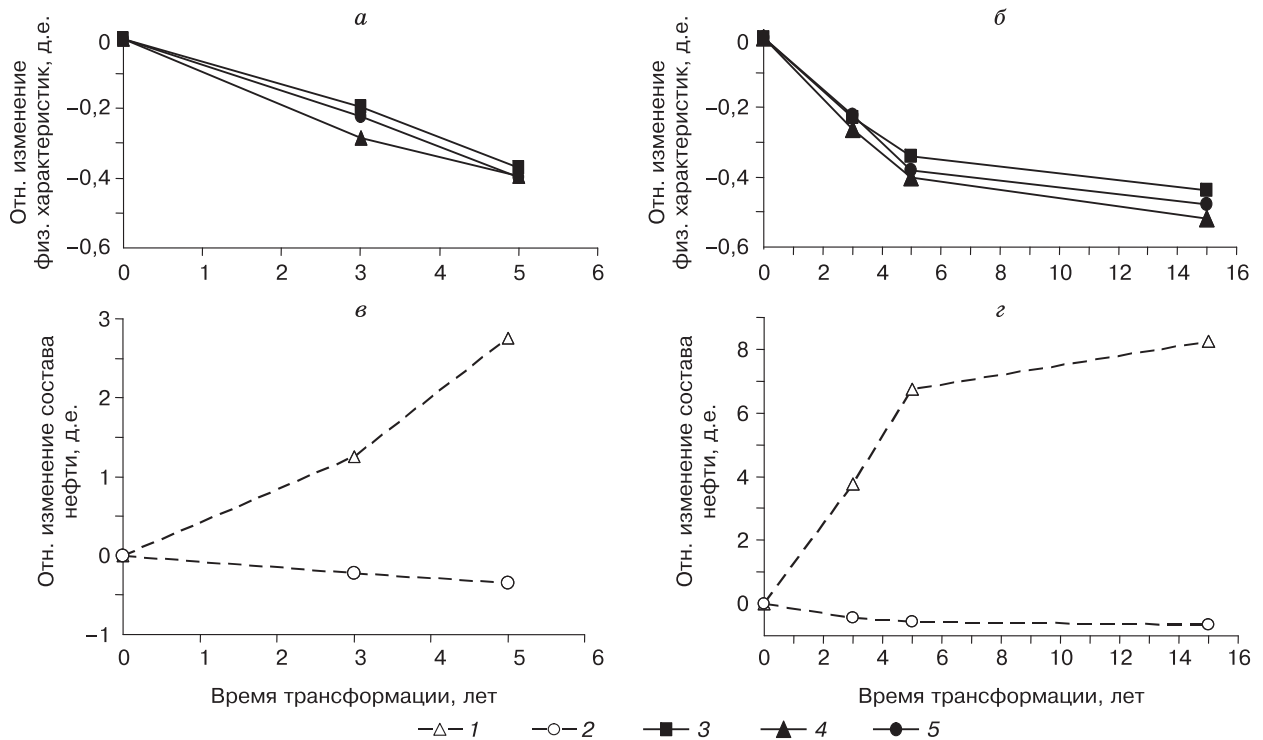 а
Отн. изменение
физ. характеристик, д.е.
0
–0,2
–0,4
–0,6
0 1 2 3 4 5 6
б
Отн. изменение
физ. характеристик, д.е.
0
–0,2
–0,4
–0,6
0 2 4 6 8 10 12 14 16
в
Отн. изменение состава
нефти, д.е.
3
2
1
0
–1
0 1 2 3 4 5 6
Время трансформации, лет
г
Отн. изменение состава
нефти, д.е.
8
6
4
2
0
0 2 4 6 8 10 12 14 16
Время трансформации, лет
1 2 3 4 5